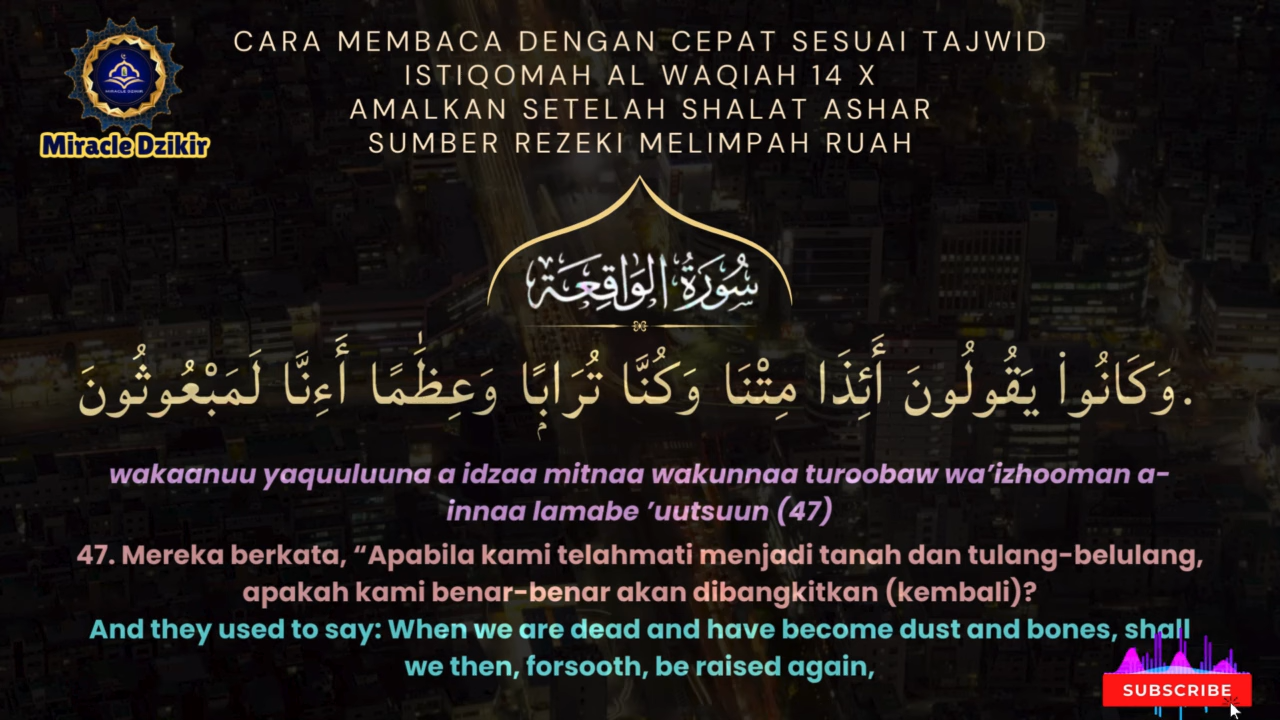 CARA MEMBACA DENGAN CEPAT SESUAI TAJWID
ISTIQOMAH AL WAQIAH 14 X
AMALKAN SETELAH SHALAT ASHAR
SUMBER REZEKI MELIMPAH RUAH
MIRACLE DZIKIR
Miracle Dzikir
سُورَةُ الوَاقِعَة
وَكَانُوا۟ يَقُولُونَ أَئِذَا مِتْنَا وَكُنَّا تُرَابًۭا وَعِظَٰمًا أَءِنَّا لَمَبْعُوثُونَ.
wakaanuu yaquuluuna a idzaa mitnaa wakunnaa turoobaw wa’izhooman a-
innaa lamabe ’uutsuun (47)
47. Mereka berkata, “Apabila kami telahmati menjadi tanah dan tulang-belulang,
apakah kami benar-benar akan dibangkitkan (kembali)?
And they used to say: When we are dead and have become dust and bones, shall
we then, forsooth, be raised again,
SUBSCRIBE